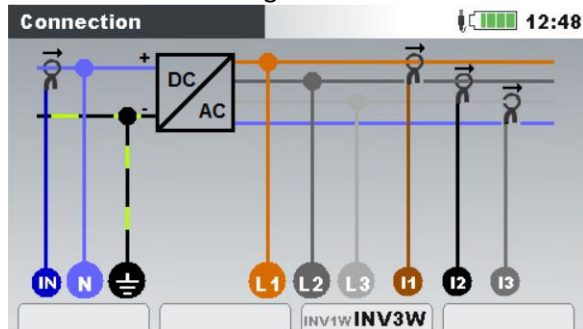 Connection 12:48
+
DC
-
AC
IN N L1 L2 L3 I1 I2 I3
INV1W INV3W